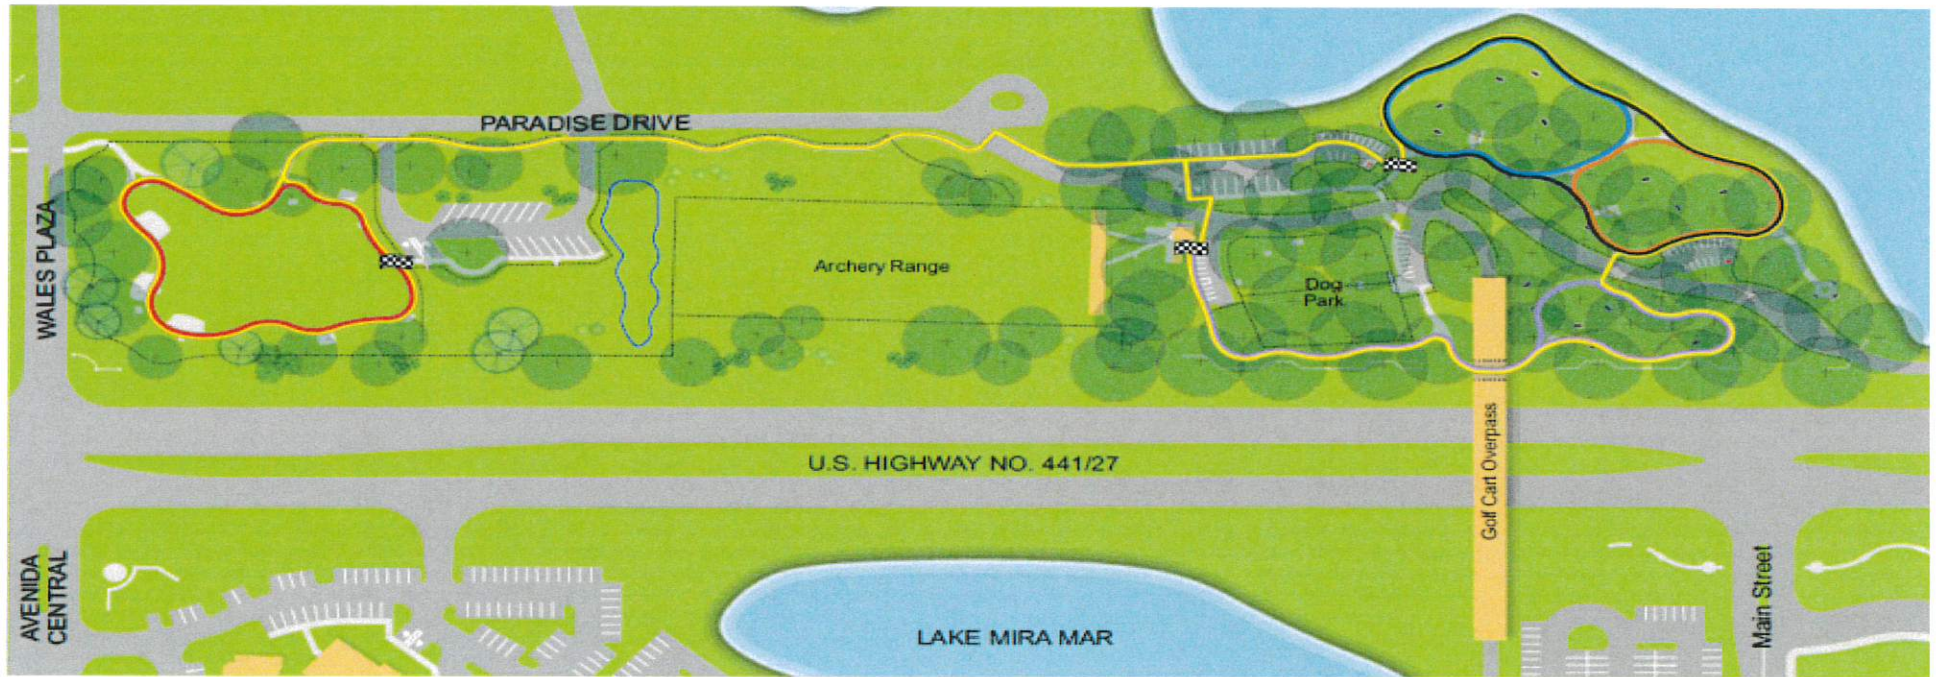 PARADISE DRIVE
WALES PLAZA
Archery Range
Dog
Park
Golf Cart Overpass
U.S. HIGHWAY NO. 441/27
AVENIDA
CENTRAL
LAKE MIRA MAR
Main Street